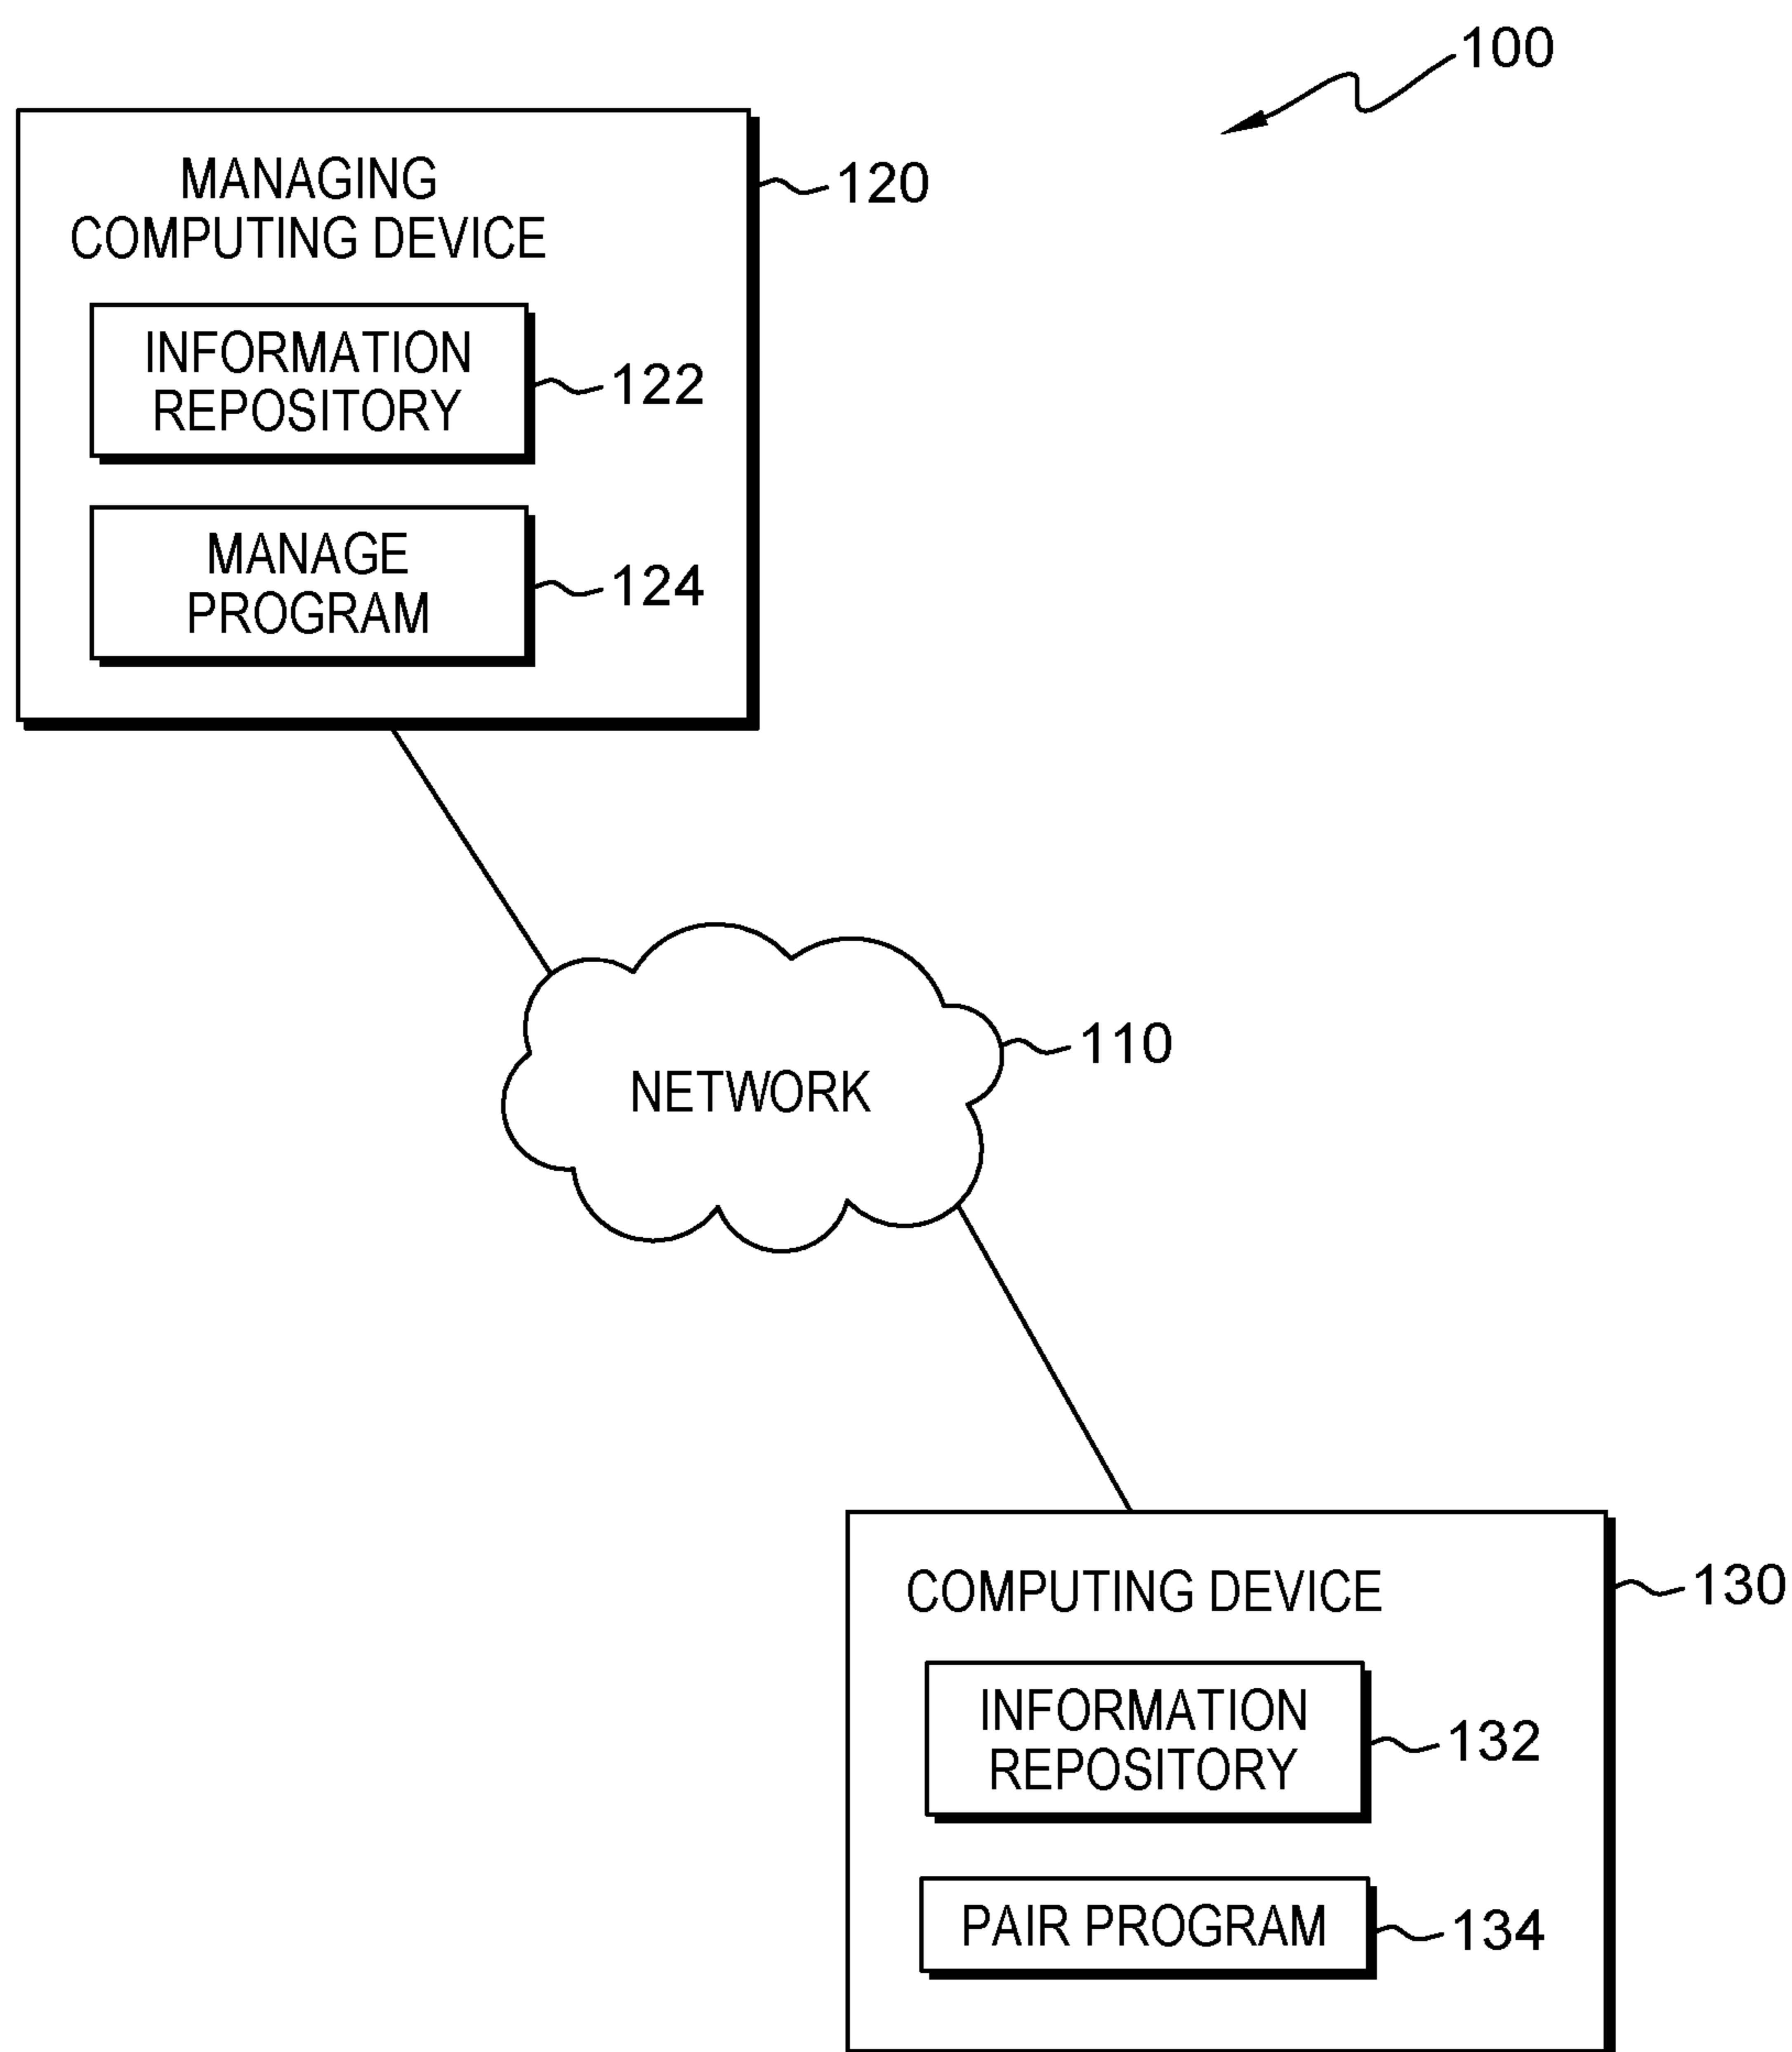 100
MANAGING
COMPUTING DEVICE
120
INFORMATION
REPOSITORY
122
MANAGE
PROGRAM
124
NETWORK
110
COMPUTING DEVICE
130
INFORMATION
REPOSITORY
132
PAIR PROGRAM
134